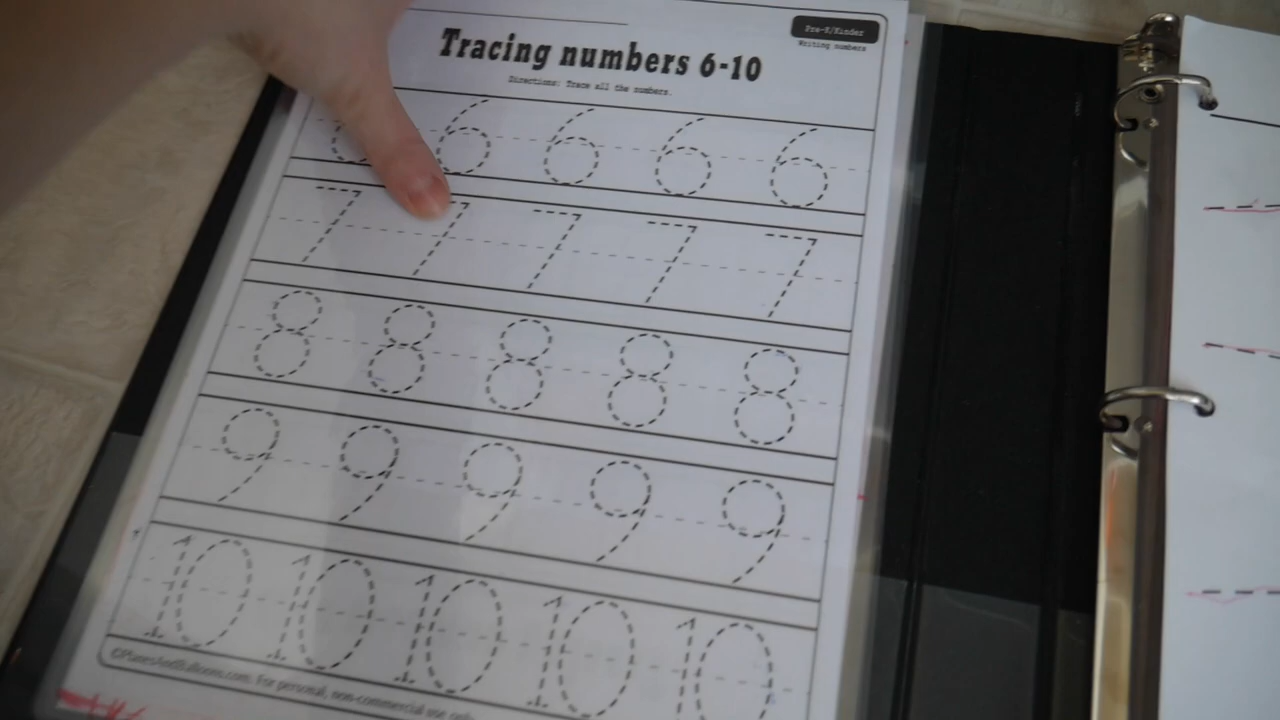 Pre-K/Kinder
Writing numbers
Tracing numbers 6-10
Directions: Trace all the numbers.
6 6 6 6 6
7 7 7 7 7
8 8 8 8 8
9 9 9 9 9
10 10 10 10 10
©PlanesAndBalloons.com. For personal, non-commercial use only.